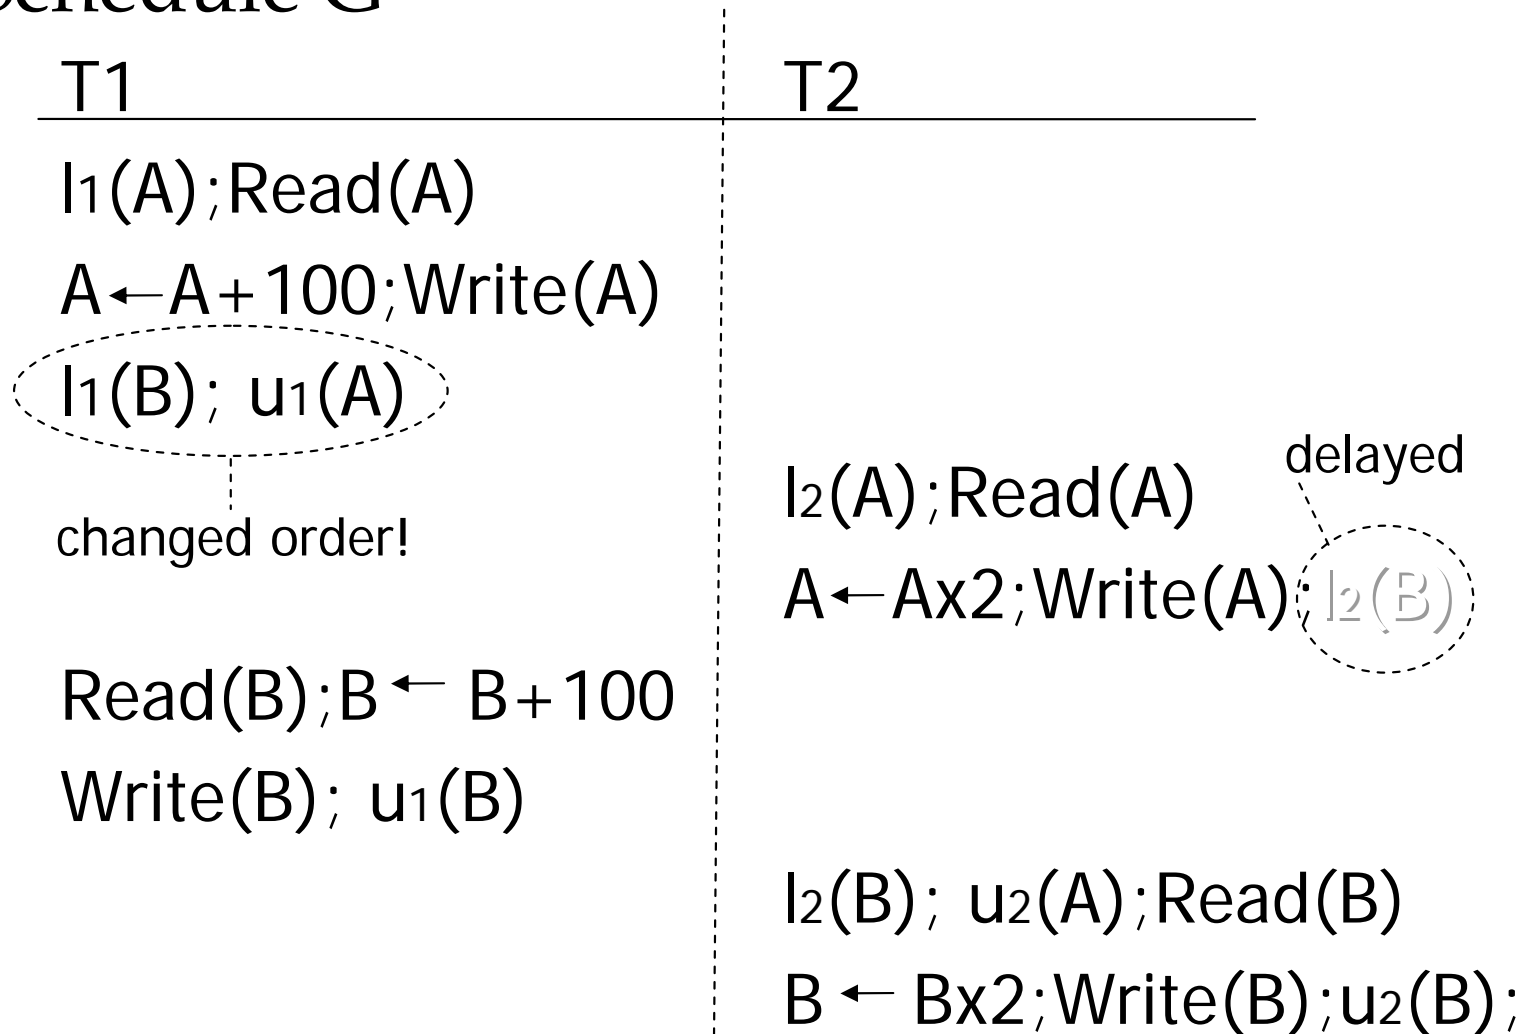 Schedule G
T1 T2
l1(A);Read(A)
A←A+100;Write(A)
l1(B); u1(A)
delayed
l2(A);Read(A)
changed order!
A←Ax2;Write(A);l2(B)
Read(B);B← B+100
Write(B); u1(B)
l2(B); u2(A);Read(B)
B← Bx2;Write(B);u2(B);